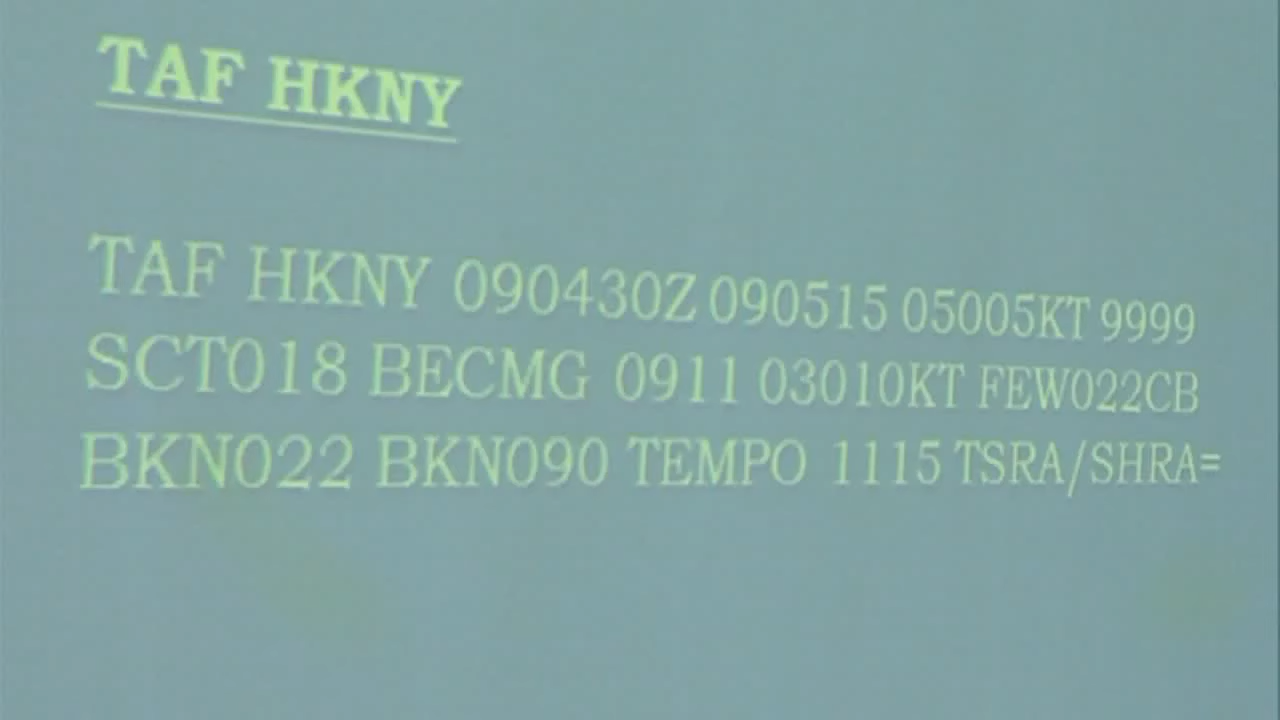 TAF HKNY
TAF HKNY 090430Z 090515 05005KT 9999
SCT018 BECMG 0911 03010KT FEW022CB
BKN022 BKN090 TEMPO 1115 TSRA/SHRA=